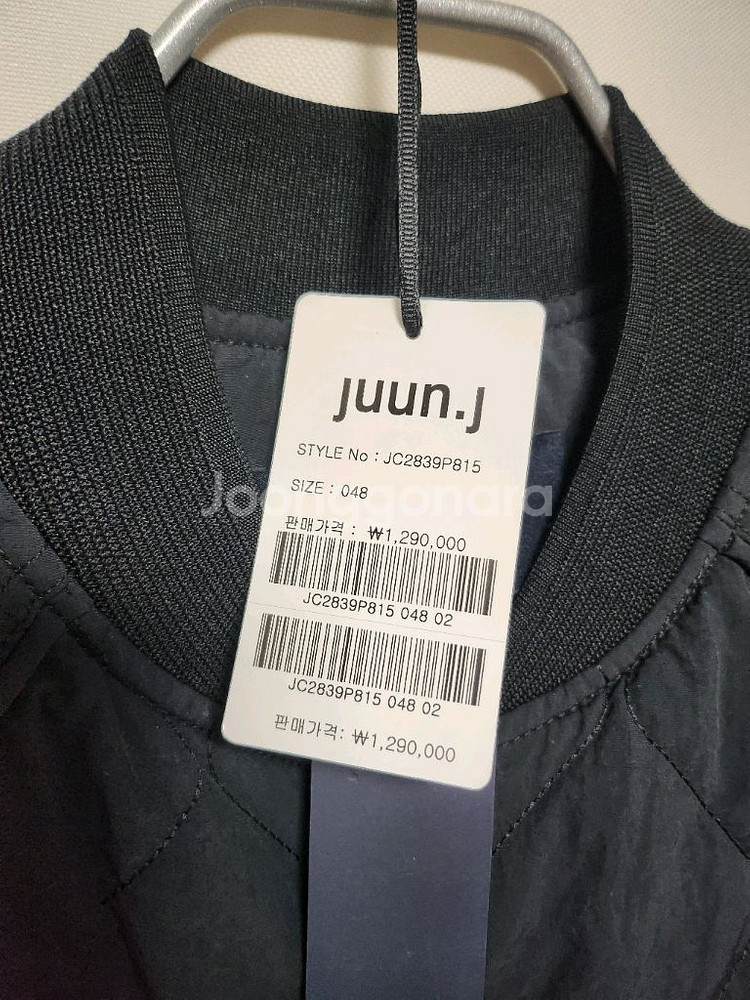 juun.j
STYLE No : JC2839P815
SIZE : 048
Joonggonara
판매가격 : ₩1,290,000
JC2839P815 048 02
JC2839P815 048 02
판매가격: ₩1,290,000